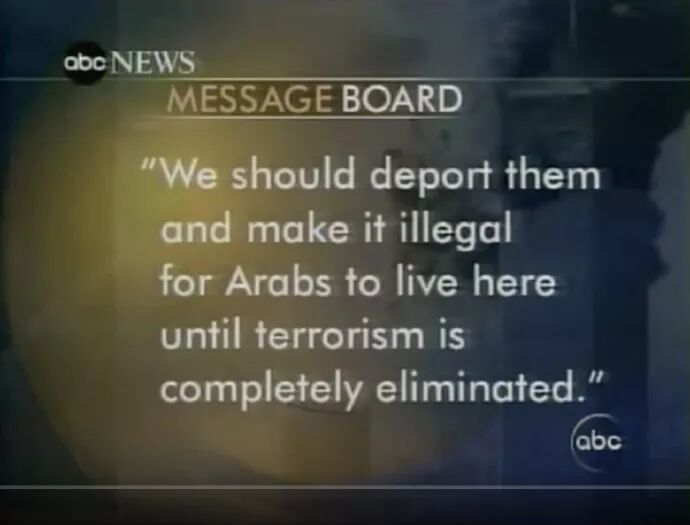 abc NEWS
MESSAGE BOARD
"We should deport them
and make it illegal
for Arabs to live here
until terrorism is
completely eliminated."
abc